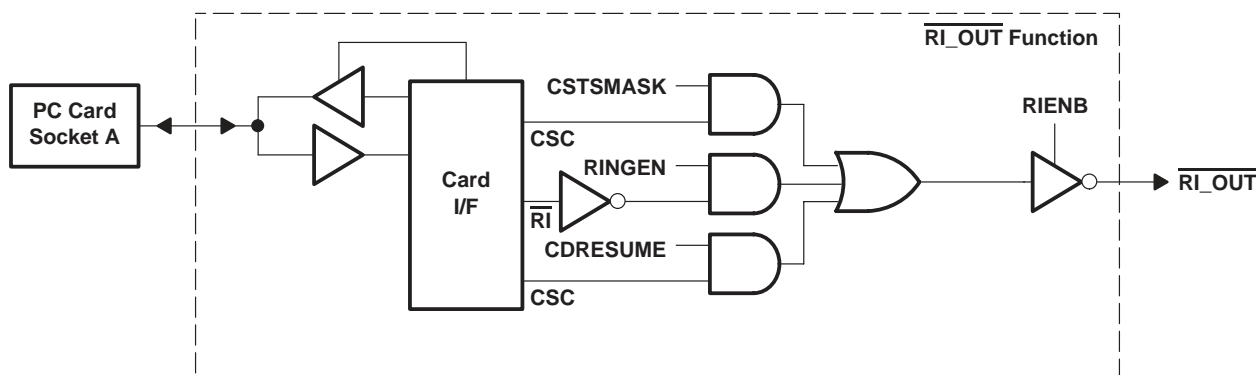 RI_OUT Function
CSTSMASK
RIENB
PC Card
Socket A
CSC
RINGEN
Card
I/F
RI_OUT
RI
CDRESUME
CSC